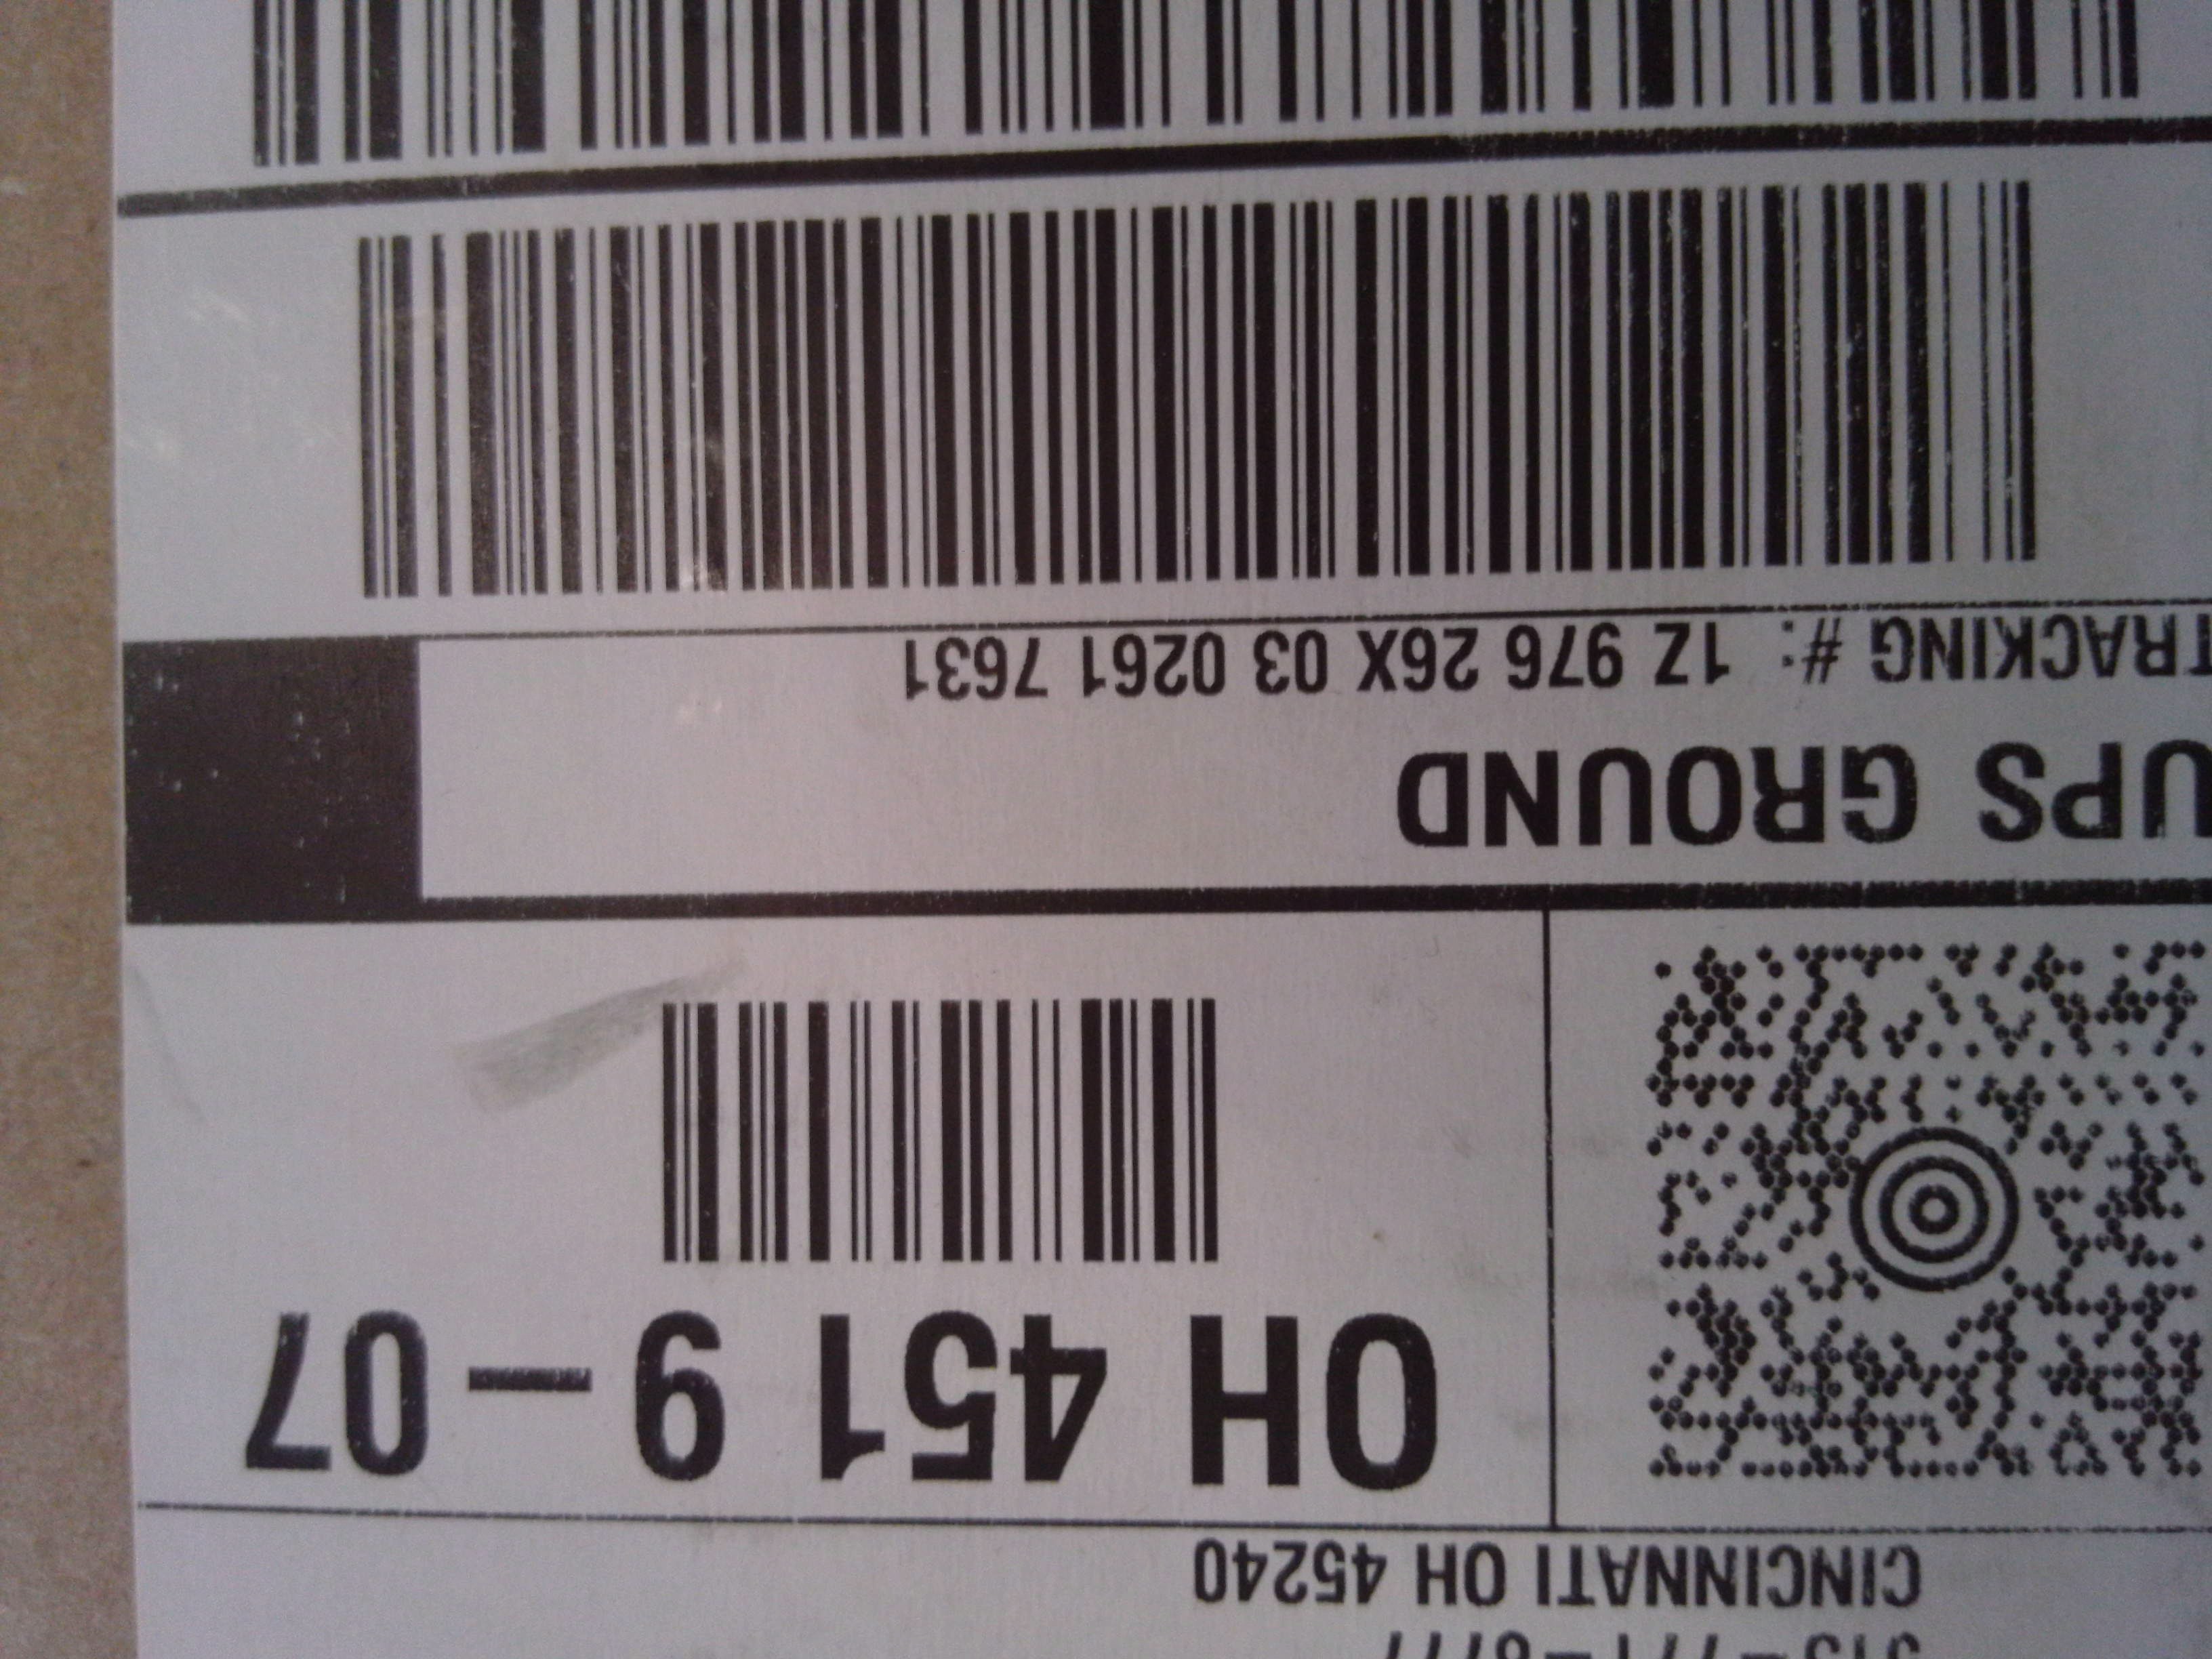 CINCINNATI OH 45240
OH 451 9-07
UPS GROUND
TRACKING #: 1Z 976 26X 03 0261 7631